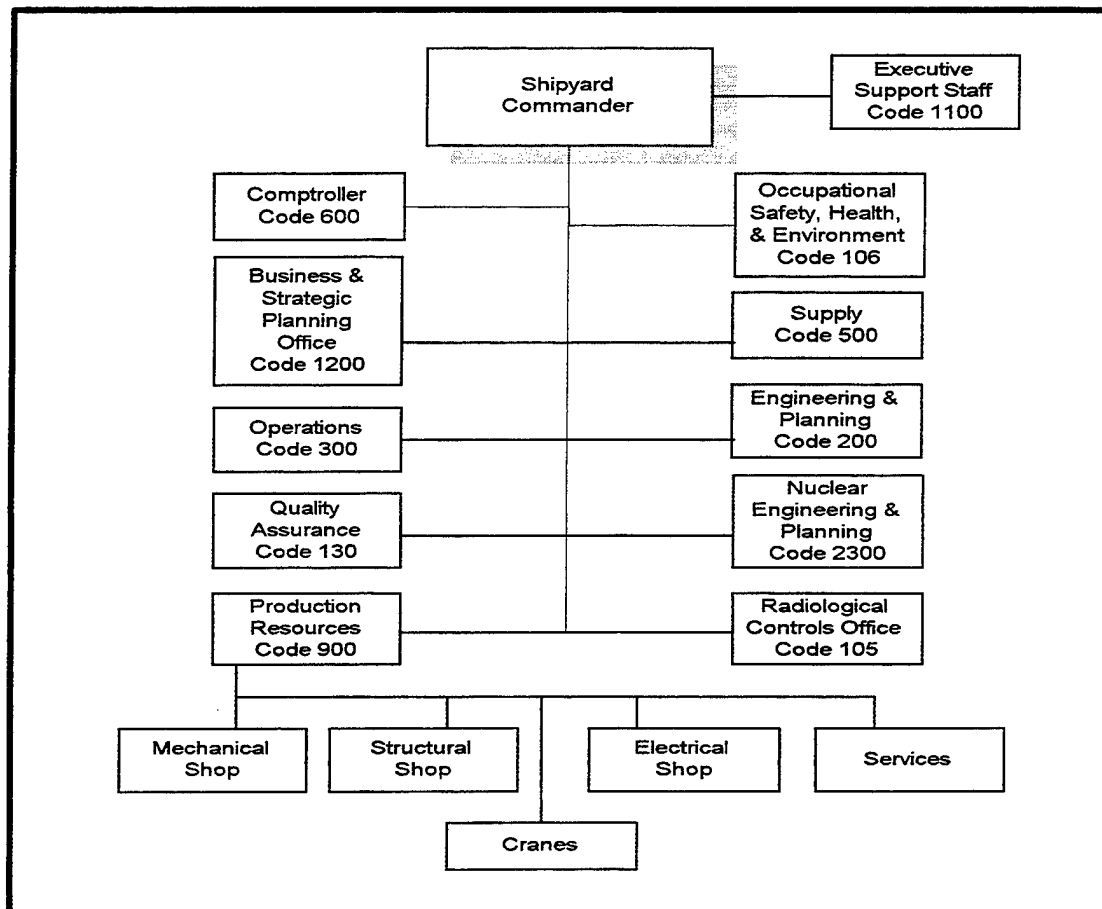 Shipyard
Commander
Executive
Support Staff
Code 1100
Comptroller
Code 600
Occupational
Safety, Health,
& Environment
Code 106
Business &
Strategic
Planning
Office
Code 1200
Supply
Code 500
Operations
Code 300
Engineering &
Planning
Code 200
Quality
Assurance
Code 130
Nuclear
Engineering &
Planning
Code 2300
Production
Resources
Code 900
Radiological
Controls Office
Code 105
Mechanical
Shop
Structural
Shop
Electrical
Shop
Services
Cranes